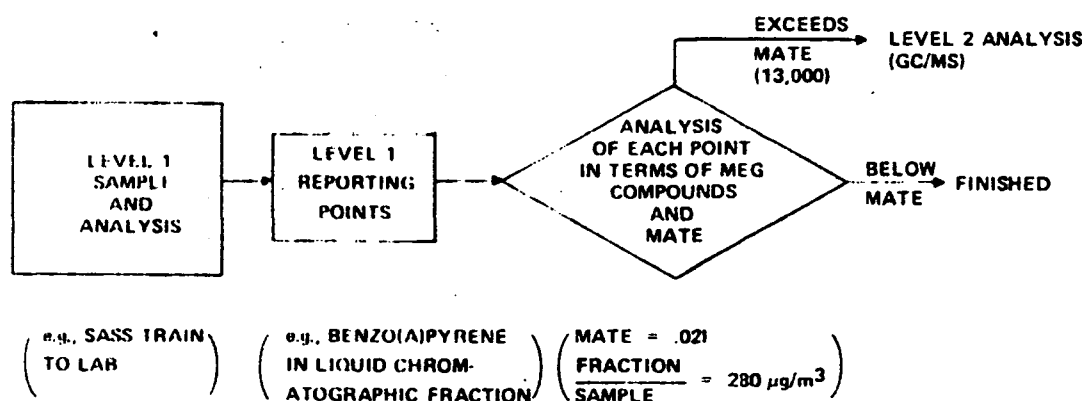 EXCEEDS
MATE
(13,000)
LEVEL 2 ANALYSIS
(GC/MS)
LEVEL 1
SAMPLE
AND
ANALYSIS
LEVEL 1
REPORTING
POINTS
ANALYSIS
OF EACH POINT
IN TERMS OF MEG
COMPOUNDS
AND
MATE
BELOW
MATE
FINISHED
(e.g., SASS TRAIN
TO LAB)
(e.g., BENZO(A)PYRENE
IN LIQUID CHROM-
ATOGRAPHIC FRACTION)
(MATE = .021
FRACTION
SAMPLE = 280 µg/m³)